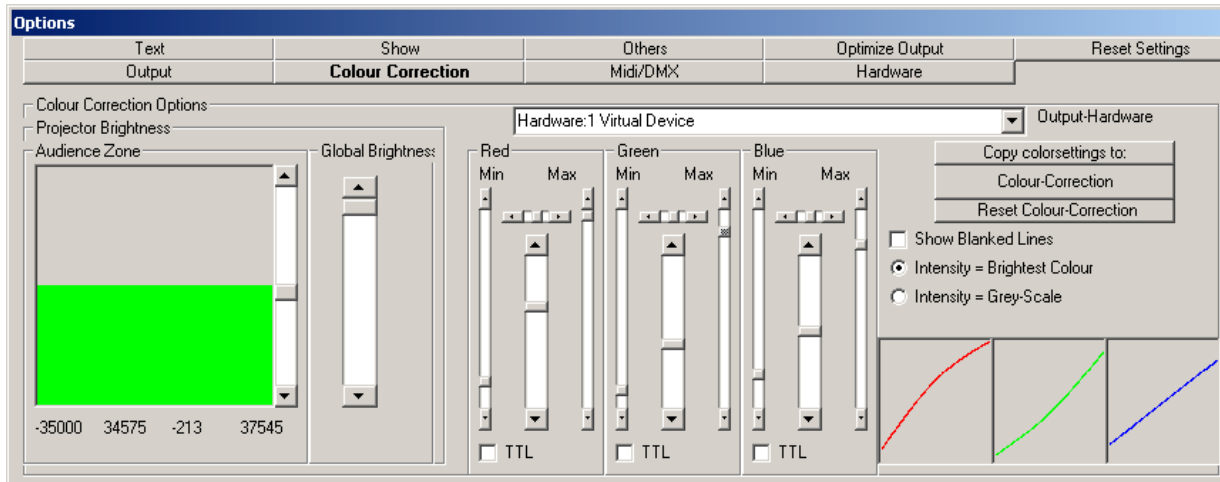 Options
Text Show Others Optimize Output Reset Settings
Output Colour Correction Midi/DMX Hardware
Colour Correction Options
Hardware:1 Virtual Device Output-Hardware
Projector Brightness
Audience Zone Global Brightness Red Green Blue
Min Max Min Max Min Max
Copy colorsettings to:
Colour-Correction
Reset Colour-Correction
Show Blanked Lines
Intensity = Brightest Colour
Intensity = Grey-Scale
-35000 34575 -213 37545
TTL TTL TTL